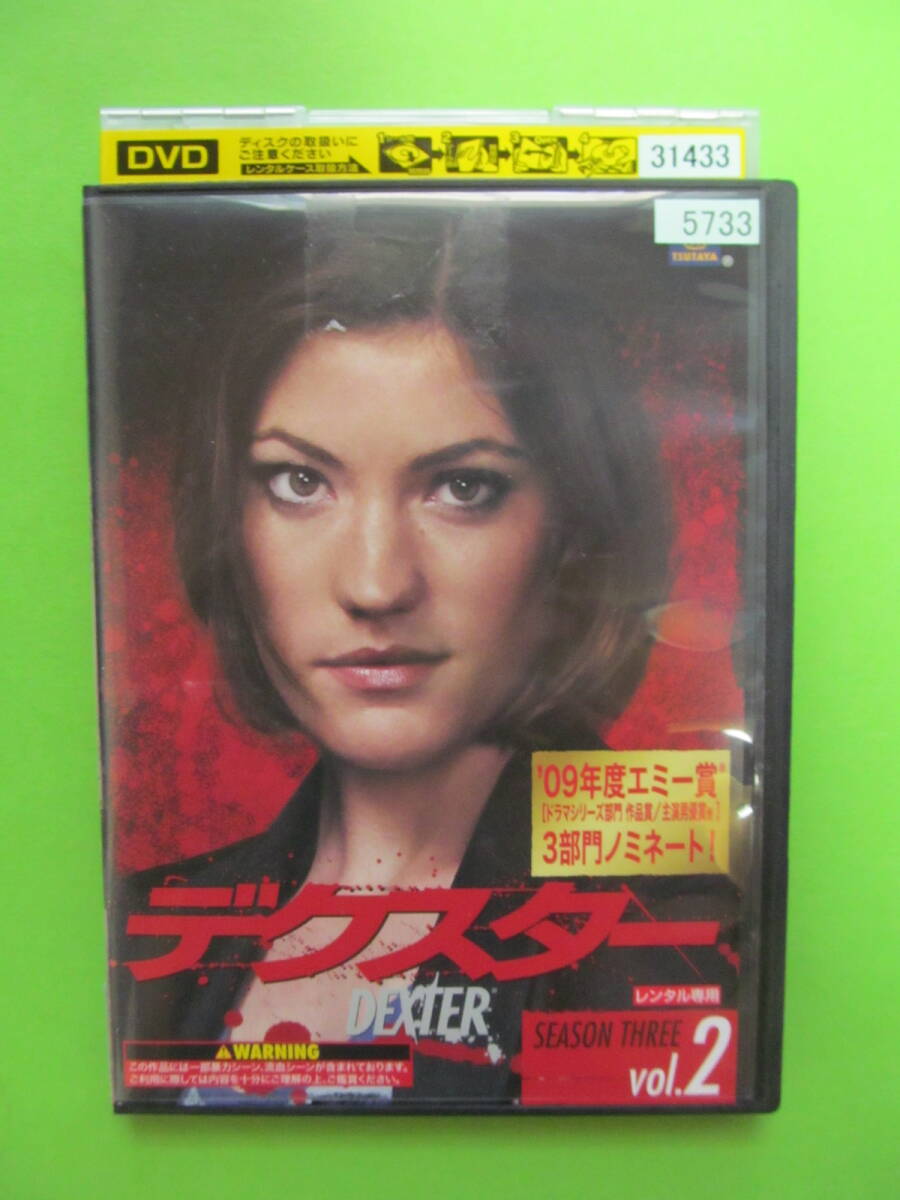 DVD
ディスクの取扱いに
ご注意ください
レンタルケース取扱方法
1
2
3
4
31433
5733
TSUTAYA
'09年度エミー賞®
[ドラマシリーズ部門 作品賞/主演男優賞他]
3部門ノミネート!
デクスター
DEXTER
レンタル専用
SEASON THREE
vol.2
WARNING
この作品には一部暴力シーン、流血シーンが含まれております。
ご利用に際しては内容を十分にご理解の上、ご鑑賞ください。